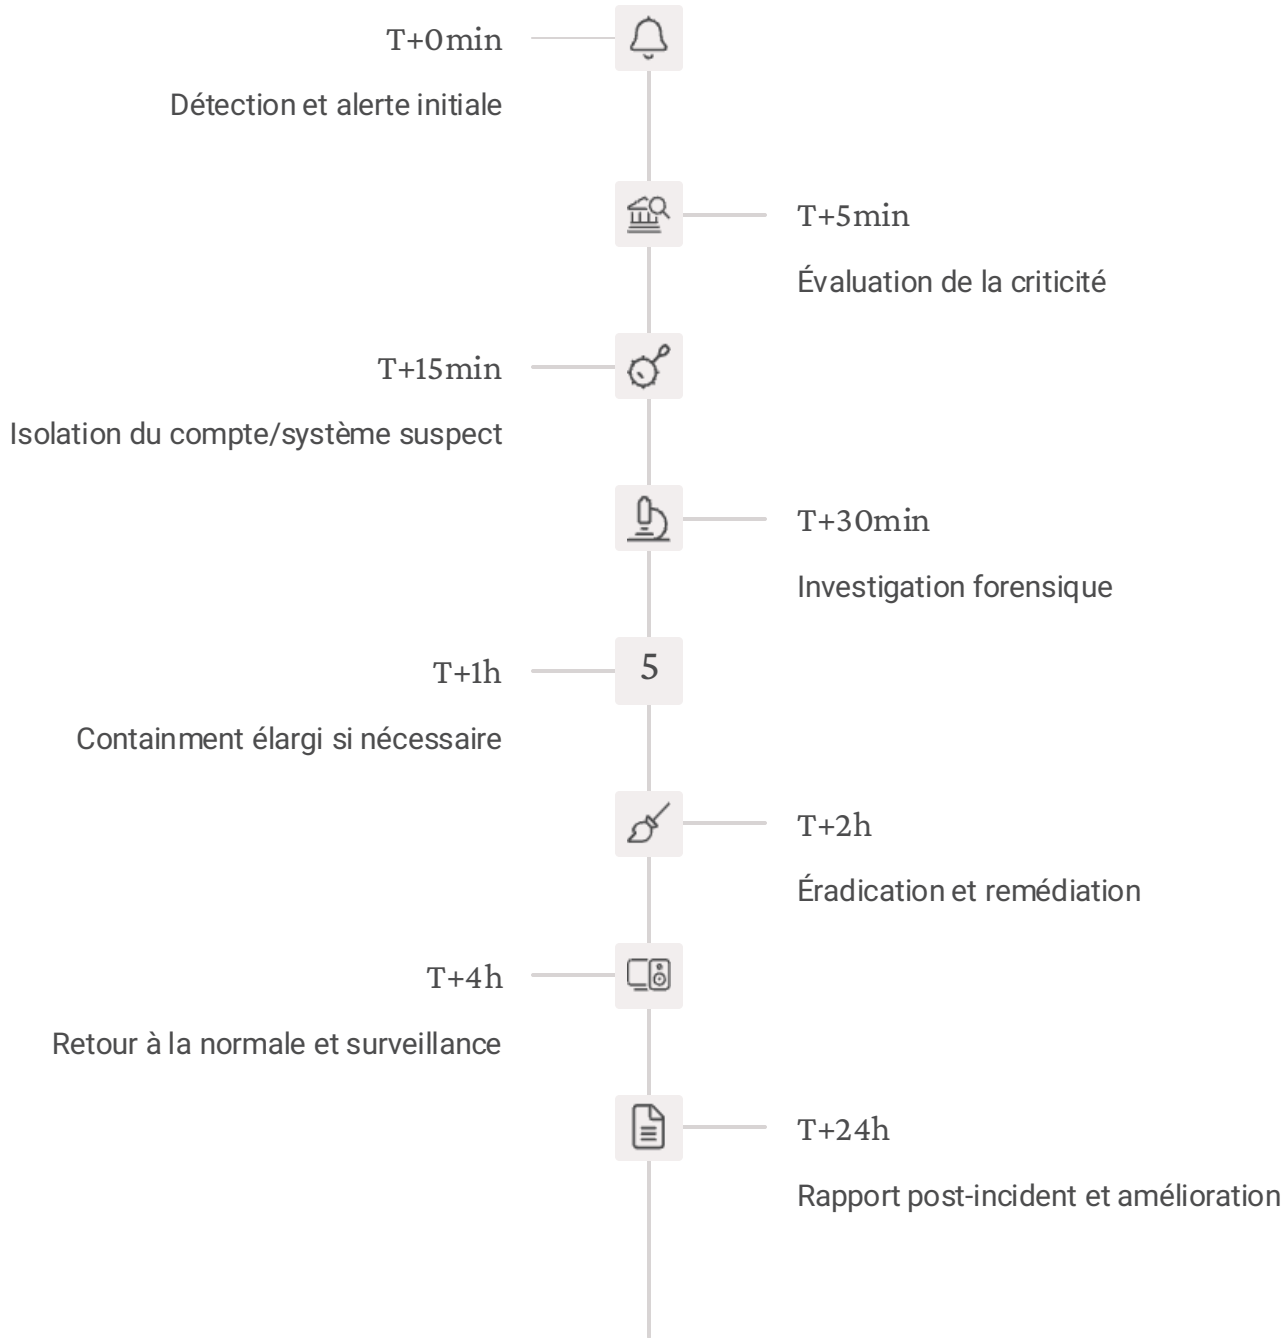 T+0min
Détection et alerte initiale
T+5min
Évaluation de la criticité
T+15min
Isolation du compte/système suspect
T+30min
Investigation forensique
5
T+1h
Containment élargi si nécessaire
T+2h
Éradication et remédiation
T+4h
Retour à la normale et surveillance
T+24h
Rapport post-incident et amélioration